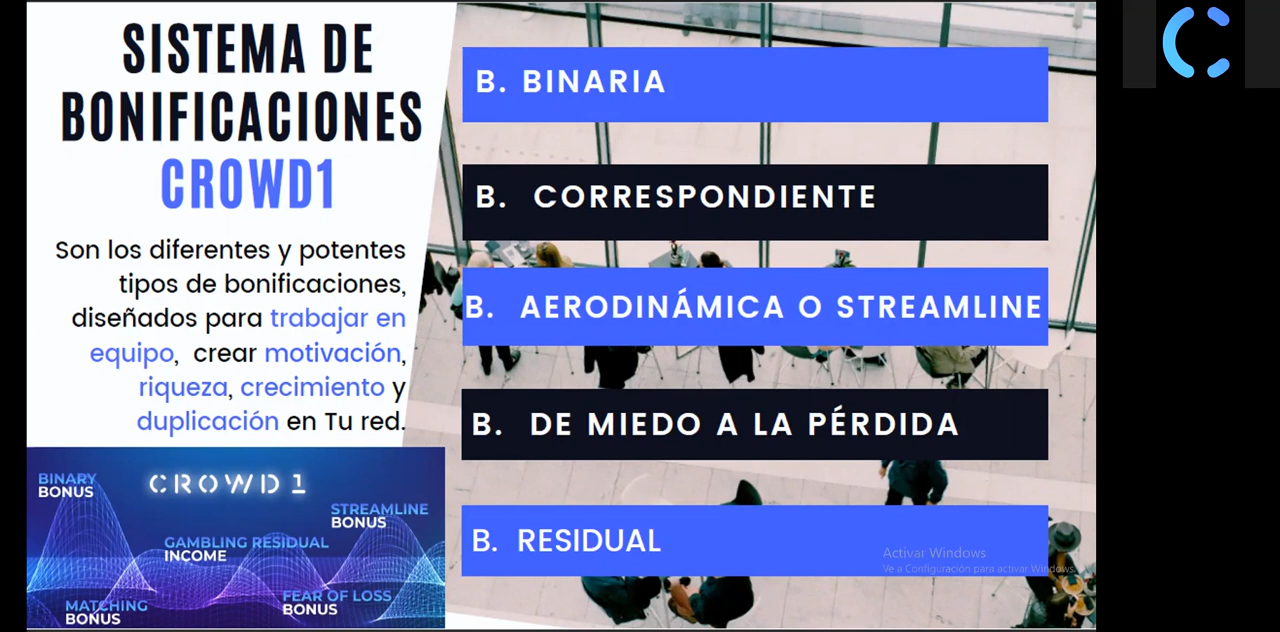 SISTEMA DE
BONIFICACIONES
CROWD1
Son los diferentes y potentes
tipos de bonificaciones,
diseñados para trabajar en
equipo, crear motivación,
riqueza, crecimiento y
duplicación en Tu red.
BINARY
BONUS
CROWD 1
STREAMLINE
BONUS
GAMBLING RESIDUAL
INCOME
FEAR OF LOSS
BONUS
MATCHING
BONUS
B. BINARIA
B. CORRESPONDIENTE
B. AERODINÁMICA O STREAMLINE
B. DE MIEDO A LA PÉRDIDA
B. RESIDUAL
Activar Windows
Ve a Configuración para activar Windows.